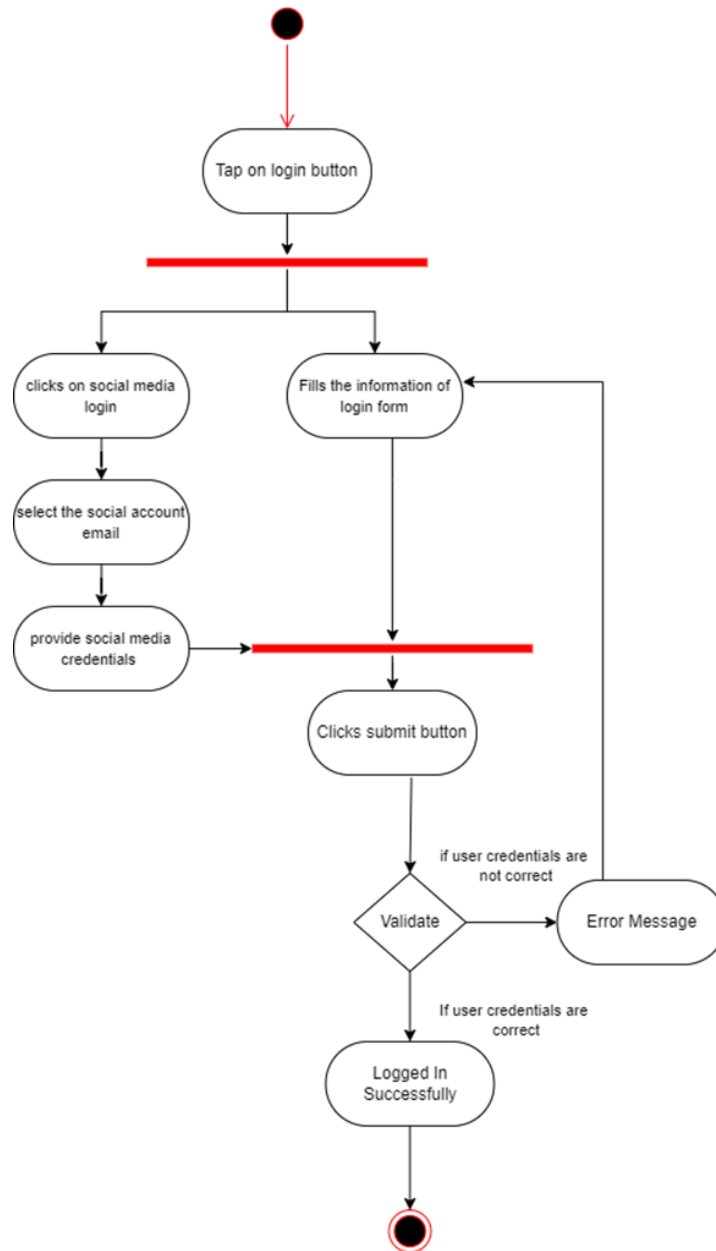 Tap on login button
clicks on social media
login
Fills the information of
login form
select the social account
email
provide social media
credentials
Clicks submit button
if user credentials are
not correct
Validate
Error Message
If user credentials are
correct
Logged In
Successfully